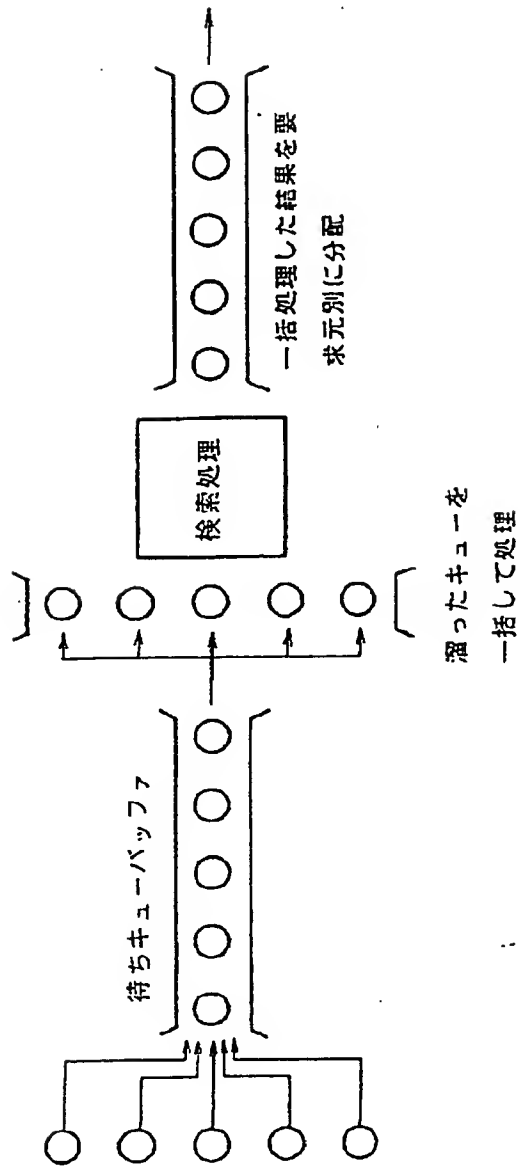 待ちキューバッファ
溜ったキューを
一括して処理
検索処理
一括処理した結果を要
求元別に分配